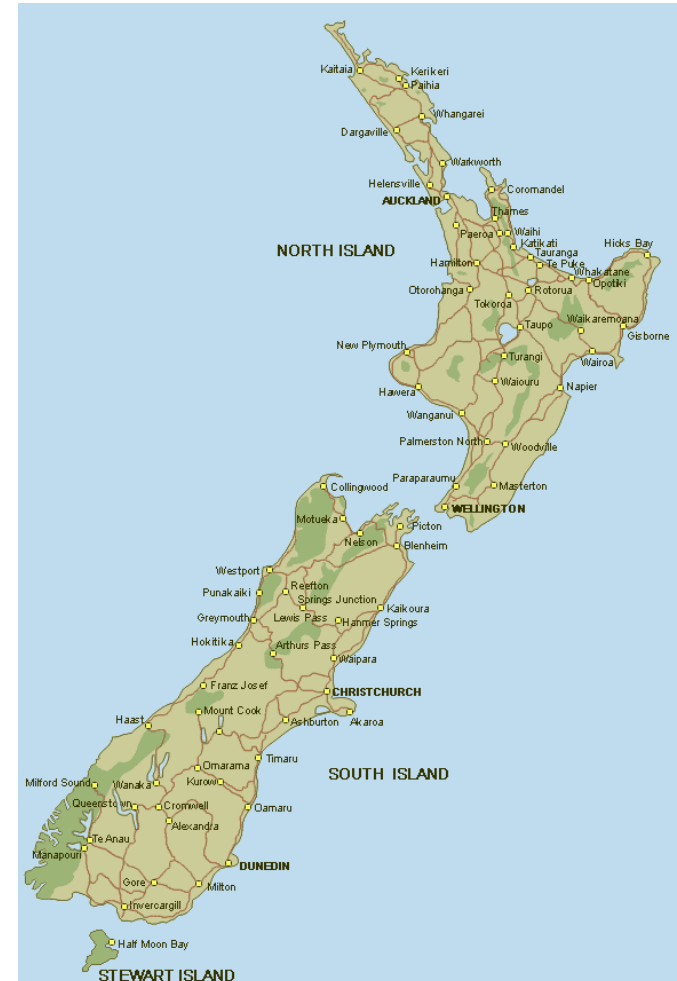 Kaitaia
Kerikeri
Paihia
Whangarei
Dargaville
Warkworth
Helensville
Coromandel
AUCKLAND
Thames
Paeroa
Waihi
Katikati
Hicks Bay
NORTH ISLAND
Tauranga
Hamilton
Te Puke
Whakatane
Opotiki
Otorohanga
Rotorua
Tokoroa
Waikaremoana
Taupo
Gisborne
New Plymouth
Turangi
Wairoa
Waiouru
Napier
Hawera
Wanganui
Palmerston North
Woodville
Paraparaumu
Masterton
Collingwood
WELLINGTON
Motueka
Picton
Nelson
Blenheim
Westport
Reefton
Punakaiki
Springs Junction
Kaikoura
Greymouth
Lewis Pass
Hanmer Springs
Hokitika
Arthurs Pass
Waipara
Franz Josef
CHRISTCHURCH
Mount Cook
Haast
Ashburton
Akaroa
Timaru
Omarama
SOUTH ISLAND
Milford Sound
Wanaka
Kurow
Queenstown
Cromwell
Oamaru
Alexandra
Te Anau
Manapouri
DUNEDIN
Gore
Milton
Invercargill
Half Moon Bay
STEWART ISLAND